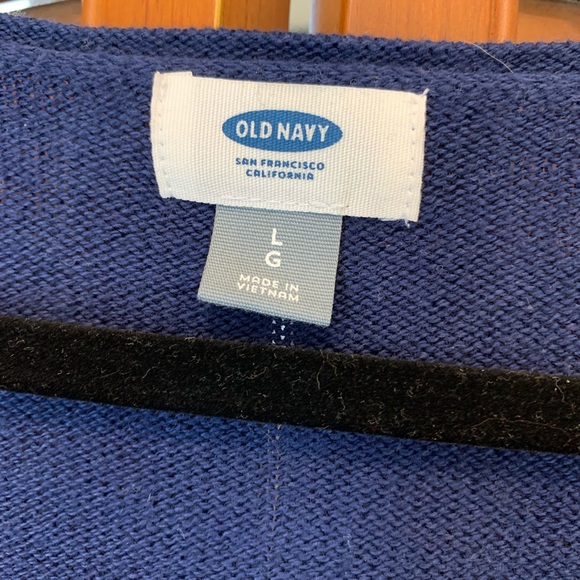 OLD NAVY
SAN FRANCISCO
CALIFORNIA
L
G
MADE IN
VIETNAM